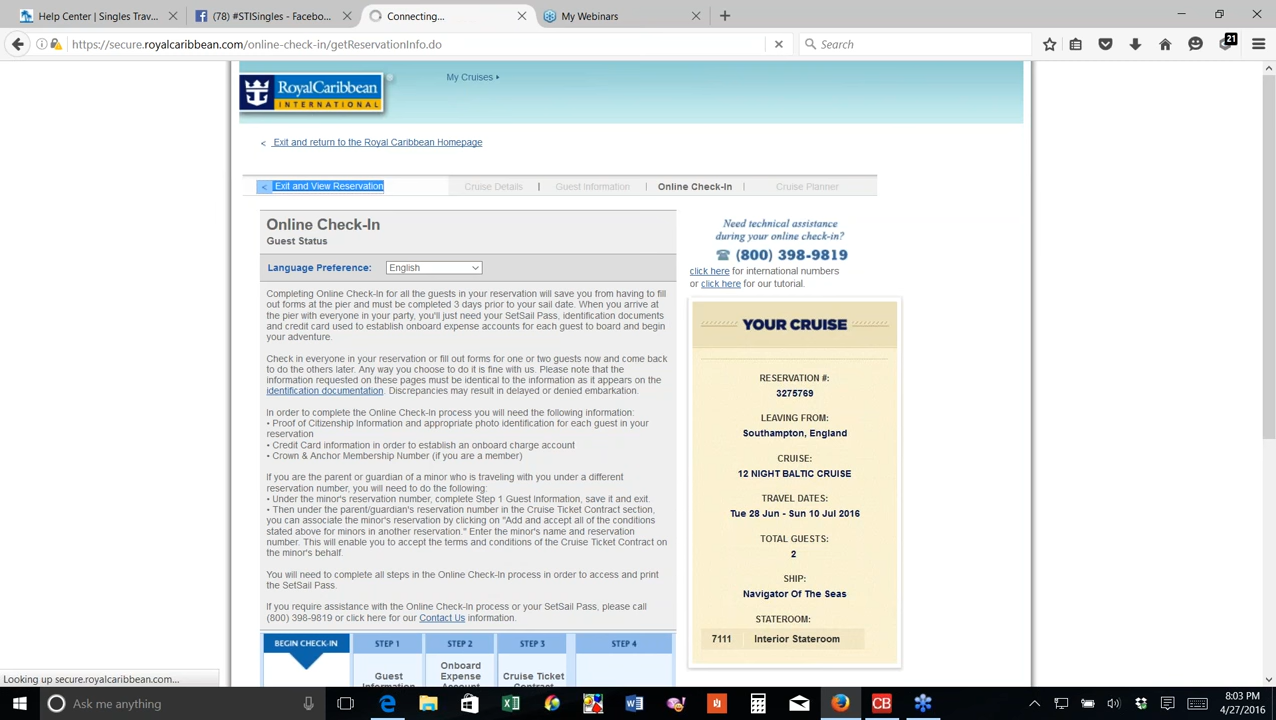 Help Center | Singles Trav...
(78) #STISingles - Faceboo...
Connecting...
My Webinars
https://secure.royalcaribbean.com/online-check-in/getReservationInfo.do
Search
21
RoyalCaribbean
INTERNATIONAL
My Cruises
< Exit and return to the Royal Caribbean Homepage
< Exit and View Reservation
Cruise Details | Guest Information | Online Check-In | Cruise Planner
Online Check-In
Guest Status
Language Preference: English
Completing Online Check-In for all the guests in your reservation will save you from having to fill
out forms at the pier and must be completed 3 days prior to your sail date. When you arrive at
the pier with everyone in your party, you'll just need your SetSail Pass, identification documents
and credit card used to establish onboard expense accounts for each guest to board and begin
your adventure.
Check in everyone in your reservation or fill out forms for one or two guests now and come back
to do the others later. Any way you choose to do it is fine with us. Please note that the
information requested on these pages must be identical to the information as it appears on the
identification documentation. Discrepancies may result in delayed or denied embarkation.
In order to complete the Online Check-In process you will need the following information:
• Proof of Citizenship Information and appropriate photo identification for each guest in your
reservation
• Credit Card information in order to establish an onboard charge account
• Crown & Anchor Membership Number (if you are a member)
If you are the parent or guardian of a minor who is traveling with you under a different
reservation number, you will need to do the following:
• Under the minor's reservation number, complete Step 1 Guest Information, save it and exit.
• Then under the parent/guardian's reservation number in the Cruise Ticket Contract section,
you can associate the minor's reservation by clicking on "Add and accept all of the conditions
stated above for minors in another reservation." Enter the minor's name and reservation
number. This will enable you to accept the terms and conditions of the Cruise Ticket Contract on
the minor's behalf.
You will need to complete all steps in the Online Check-In process in order to access and print
the SetSail Pass.
If you require assistance with the Online Check-In process or your SetSail Pass, please call
(800) 398-9819 or click here for our Contact Us information.
BEGIN CHECK-IN
STEP 1
STEP 2
STEP 3
STEP 4
Guest
Information
Onboard
Expense
Account
Cruise Ticket
Contract
Need technical assistance
during your online check-in?
(800) 398-9819
click here for international numbers
or click here for our tutorial.
YOUR CRUISE
RESERVATION #:
3275769
LEAVING FROM:
Southampton, England
CRUISE:
12 NIGHT BALTIC CRUISE
TRAVEL DATES:
Tue 28 Jun - Sun 10 Jul 2016
TOTAL GUESTS:
2
SHIP:
Navigator Of The Seas
STATEROOM:
7111 Interior Stateroom
Looking up secure.royalcaribbean.com...
Ask me anything
8:03 PM
4/27/2016